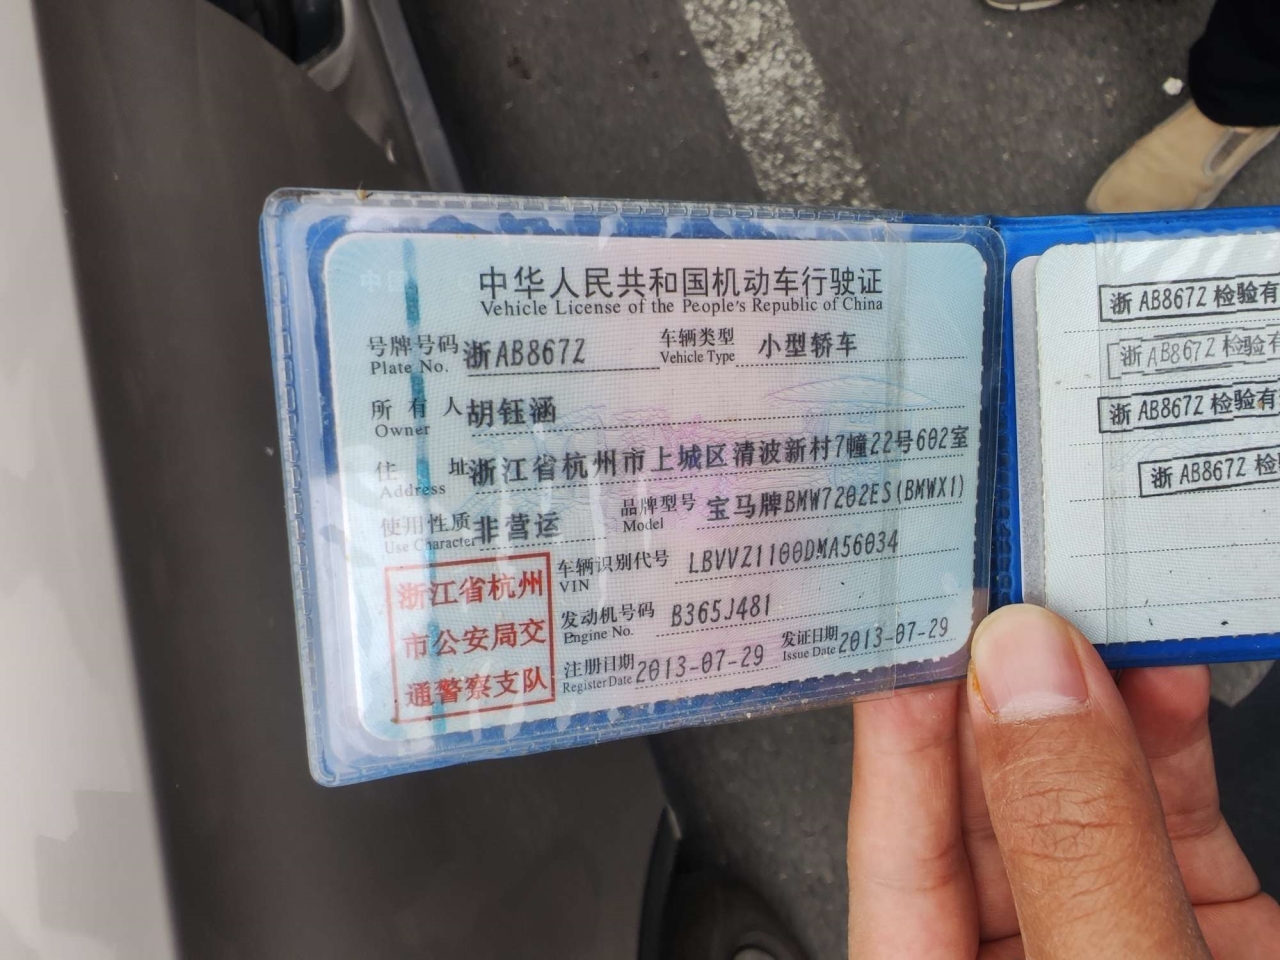 中华人民共和国机动车行驶证
Vehicle License of the People's Republic of China
号牌号码 浙AB867Z 车辆类型 小型轿车
Plate No. Vehicle Type
所有人 胡钰涵
Owner
住址 浙江省杭州市上城区清波新村7幢22号602室
Address
使用性质 非营运 品牌型号 宝马牌BMW7202ES(BMWX1)
Use Character Model
浙江省杭州
市公安局交
通警察支队
车辆识别代号 LBVVZ1100DMA56034
VIN
发动机号码 B365J481
Engine No.
注册日期 2013-07-29 发证日期 2013-07-29
Register Date Issue Date
浙AB867Z 检验有
浙AB867Z 检验有
浙AB867Z 检验有
浙AB867Z 检